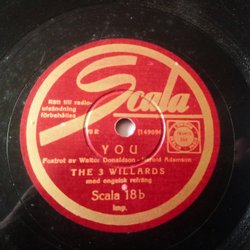 Scala
Rätt till radio-
utsändning
förbehålles
YOU
Foxtrot av Walter Donaldson - Harold Adamson
THE 3 WILLARDS
med engelsk refräng
Scala 18 b
Imp.